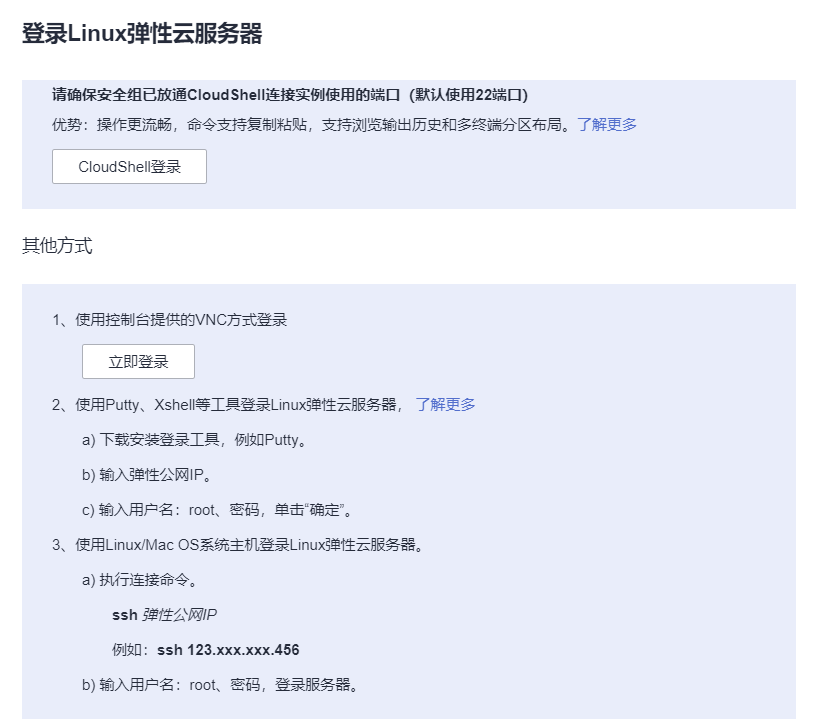 登录Linux弹性云服务器
请确保安全组已放通CloudShell连接实例使用的端口（默认使用22端口）
优势：操作更流畅，命令支持复制粘贴，支持浏览输出历史和多终端分区布局。了解更多
CloudShell登录
其他方式
1、使用控制台提供的VNC方式登录
立即登录
2、使用Putty、Xshell等工具登录Linux弹性云服务器， 了解更多
a) 下载安装登录工具，例如Putty。
b) 输入弹性公网IP。
c) 输入用户名：root、密码，单击“确定”。
3、使用Linux/Mac OS系统主机登录Linux弹性云服务器。
a) 执行连接命令。
ssh 弹性公网IP
例如：ssh 123.xxx.xxx.456
b) 输入用户名：root、密码，登录服务器。